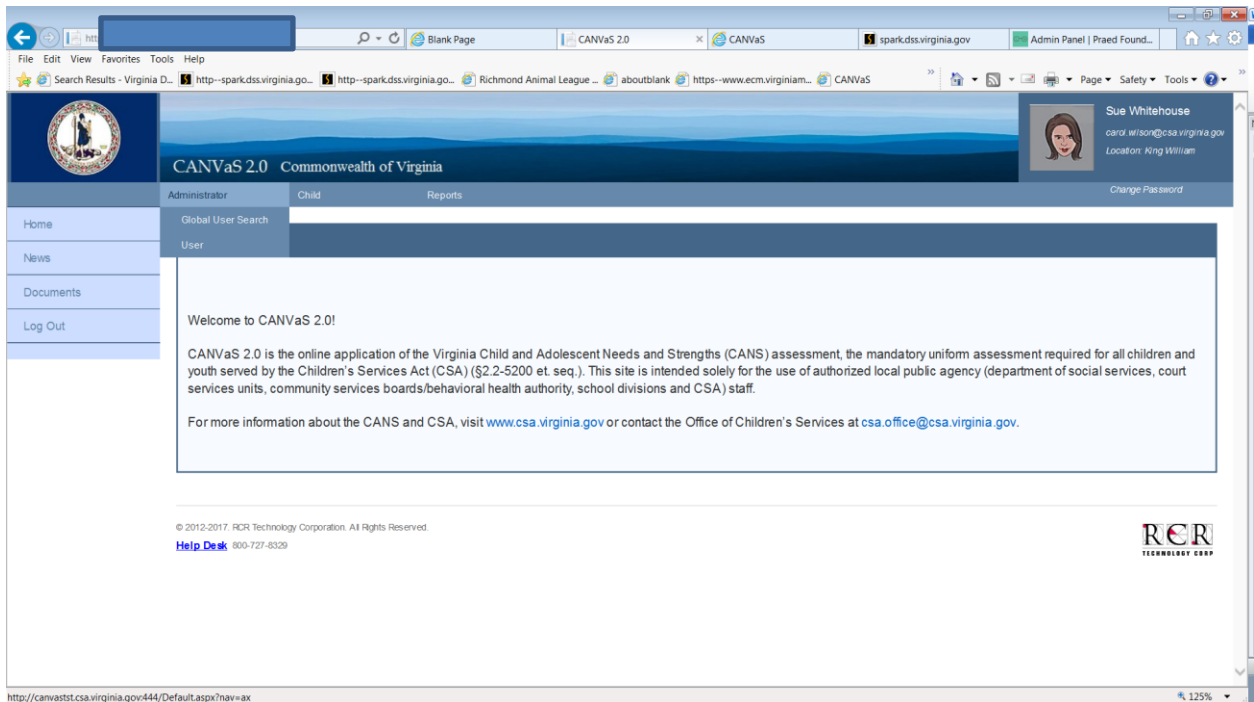 htt
Blank Page
CANVaS 2.0
CANVaS
spark.dss.virginia.gov
Admin Panel | Praed Found...
File Edit View Favorites Tools Help
Search Results - Virginia D... http--spark.dss.virginia.go... http--spark.dss.virginia.go... Richmond Animal League ... aboutblank https--www.ecm.virginiam... CANVaS
Page Safety Tools
Sue Whitehouse
carol.wilson@csa.virginia.gov
Location: King William
CANVaS 2.0 Commonwealth of Virginia
Change Password
Administrator Child Reports
Global User Search
User
Home
News
Documents
Log Out
Welcome to CANVaS 2.0!
CANVaS 2.0 is the online application of the Virginia Child and Adolescent Needs and Strengths (CANS) assessment, the mandatory uniform assessment required for all children and
youth served by the Children's Services Act (CSA) (§2.2-5200 et. seq.). This site is intended solely for the use of authorized local public agency (department of social services, court
services units, community services boards/behavioral health authority, school divisions and CSA) staff.
For more information about the CANS and CSA, visit www.csa.virginia.gov or contact the Office of Children's Services at csa.office@csa.virginia.gov.
© 2012-2017. RCR Technology Corporation. All Rights Reserved.
Help Desk 800-727-8329
RCR
TECHNOLOGY CORP
http://canvastst.csa.virginia.gov:444/Default.aspx?nav=ax
125%